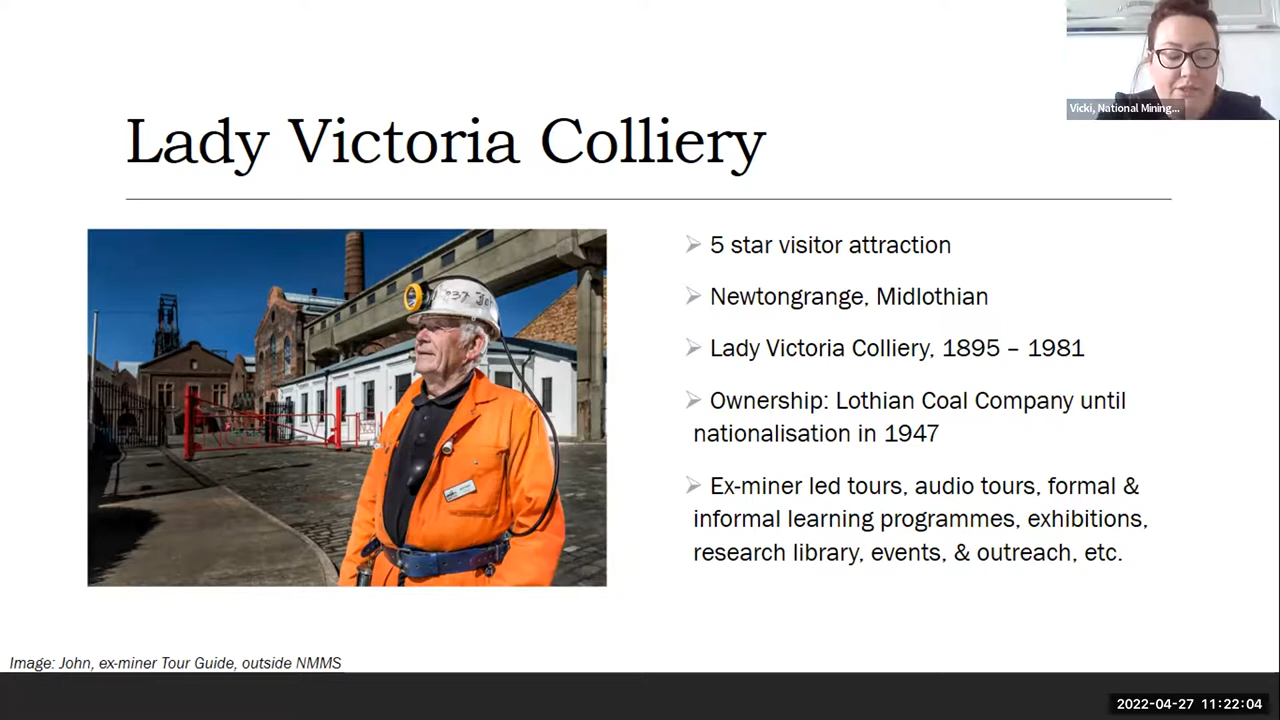 Vicki, National Mining...
Lady Victoria Colliery
5 star visitor attraction
Newtongrange, Midlothian
Lady Victoria Colliery, 1895 – 1981
Ownership: Lothian Coal Company until
nationalisation in 1947
Ex-miner led tours, audio tours, formal &
informal learning programmes, exhibitions,
research library, events, & outreach, etc.
Image: John, ex-miner Tour Guide, outside NMMS
2022-04-27 11:22:04